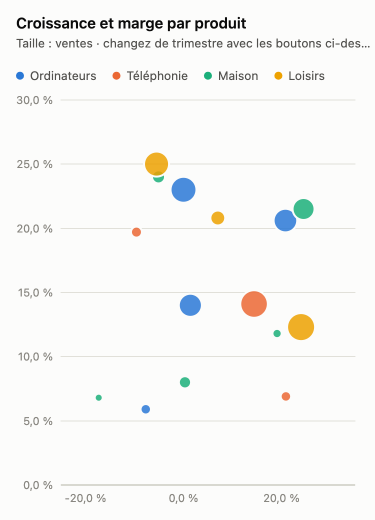 Croissance et marge par produit
Taille : ventes · changez de trimestre avec les boutons ci-des…
Ordinateurs Téléphonie Maison Loisirs
30,0 %
25,0 %
20,0 %
15,0 %
10,0 %
5,0 %
0,0 %
-20,0 % 0,0 % 20,0 %